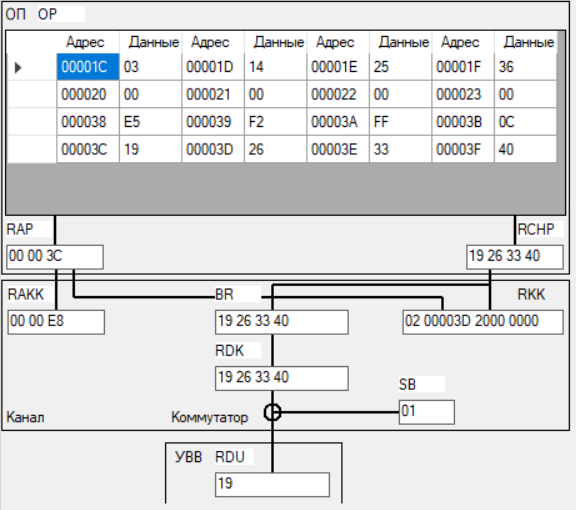 ОП ОР
Адрес Данные Адрес Данные Адрес Данные Адрес Данные
00001C 03 00001D 14 00001E 25 00001F 36
000020 00 000021 00 000022 00 000023 00
000038 E5 000039 F2 00003A FF 00003B 0C
00003C 19 00003D 26 00003E 33 00003F 40
RAP RCHP
00 00 3C 19 26 33 40
RAKK BR RKK
00 00 E8 19 26 33 40 02 00003D 2000 0000
RDK
19 26 33 40
SB
01
Канал Коммутатор
УВВ RDU
19